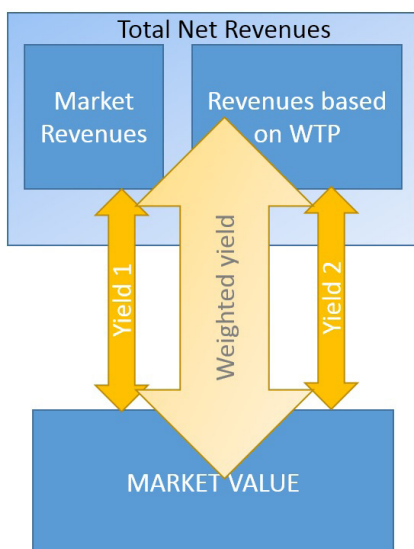 Total Net Revenues
Market
Revenues
Revenues based
on WTP
Yield 1
Weighted yield
Yield 2
MARKET VALUE